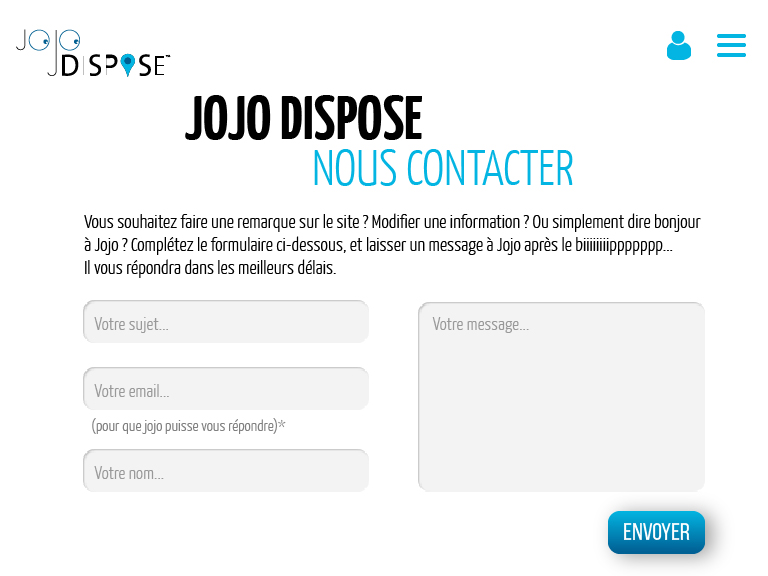 JOJO
DISPOSE
JOJO DISPOSE
NOUS CONTACTER
Vous souhaitez faire une remarque sur le site ? Modifier une information ? Ou simplement dire bonjour
à Jojo ? Complétez le formulaire ci-dessous, et laisser un message à Jojo après le biiiiiiiippppppp...
Il vous répondra dans les meilleurs délais.
Votre sujet...
Votre message...
Votre email...
(pour que jojo puisse vous répondre)*
Votre nom...
ENVOYER